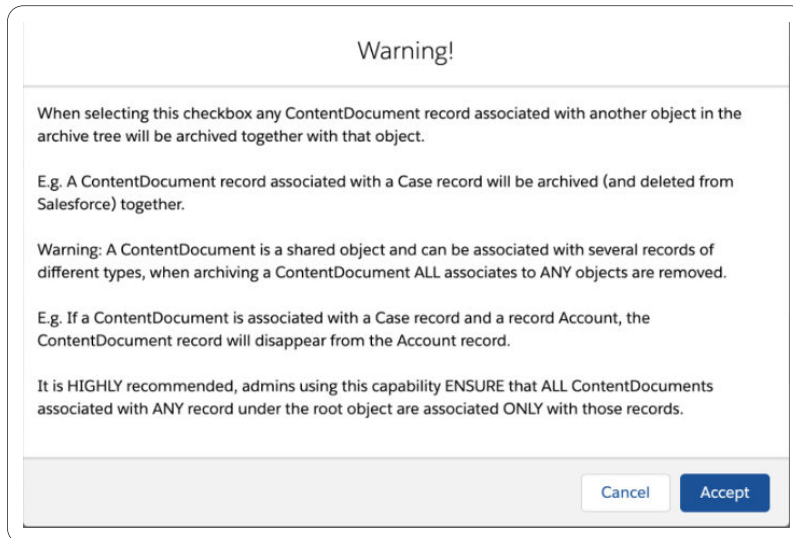 Warning!
When selecting this checkbox any ContentDocument record associated with another object in the
archive tree will be archived together with that object.
E.g. A ContentDocument record associated with a Case record will be archived (and deleted from
Salesforce) together.
Warning: A ContentDocument is a shared object and can be associated with several records of
different types, when archiving a ContentDocument ALL associates to ANY objects are removed.
E.g. If a ContentDocument is associated with a Case record and a record Account, the
ContentDocument record will disappear from the Account record.
It is HIGHLY recommended, admins using this capability ENSURE that ALL ContentDocuments
associated with ANY record under the root object are associated ONLY with those records.
Cancel Accept